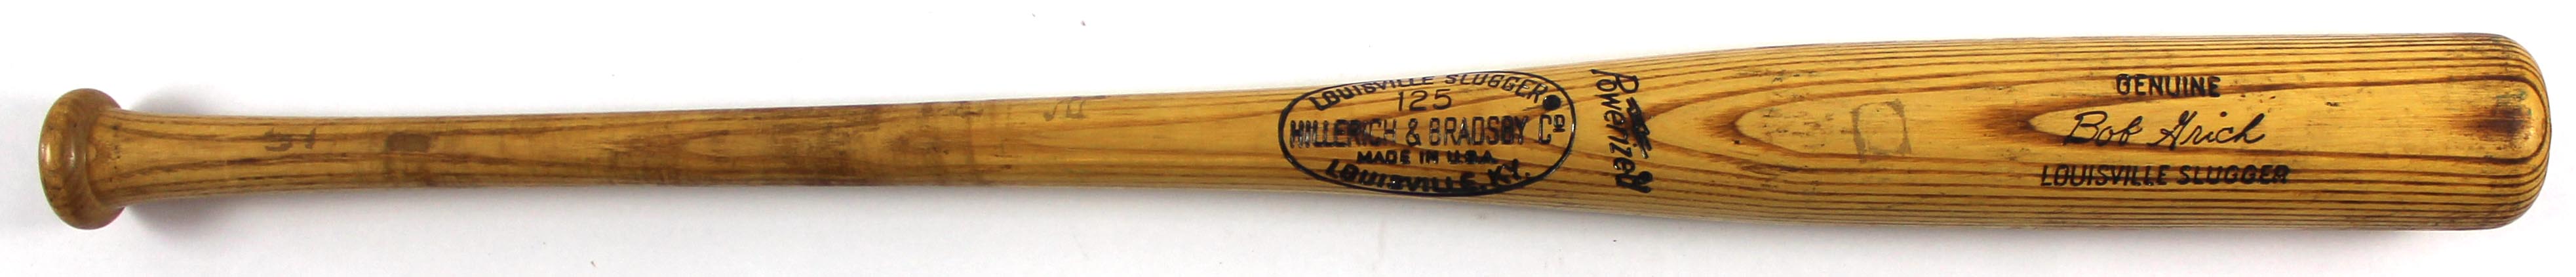 LOUISVILLE SLUGGER
125
HILLERICH & BRADSBY Cº
MADE IN U.S.A.
LOUISVILLE, KY.
Powerized
GENUINE
Bob Grich
LOUISVILLE SLUGGER